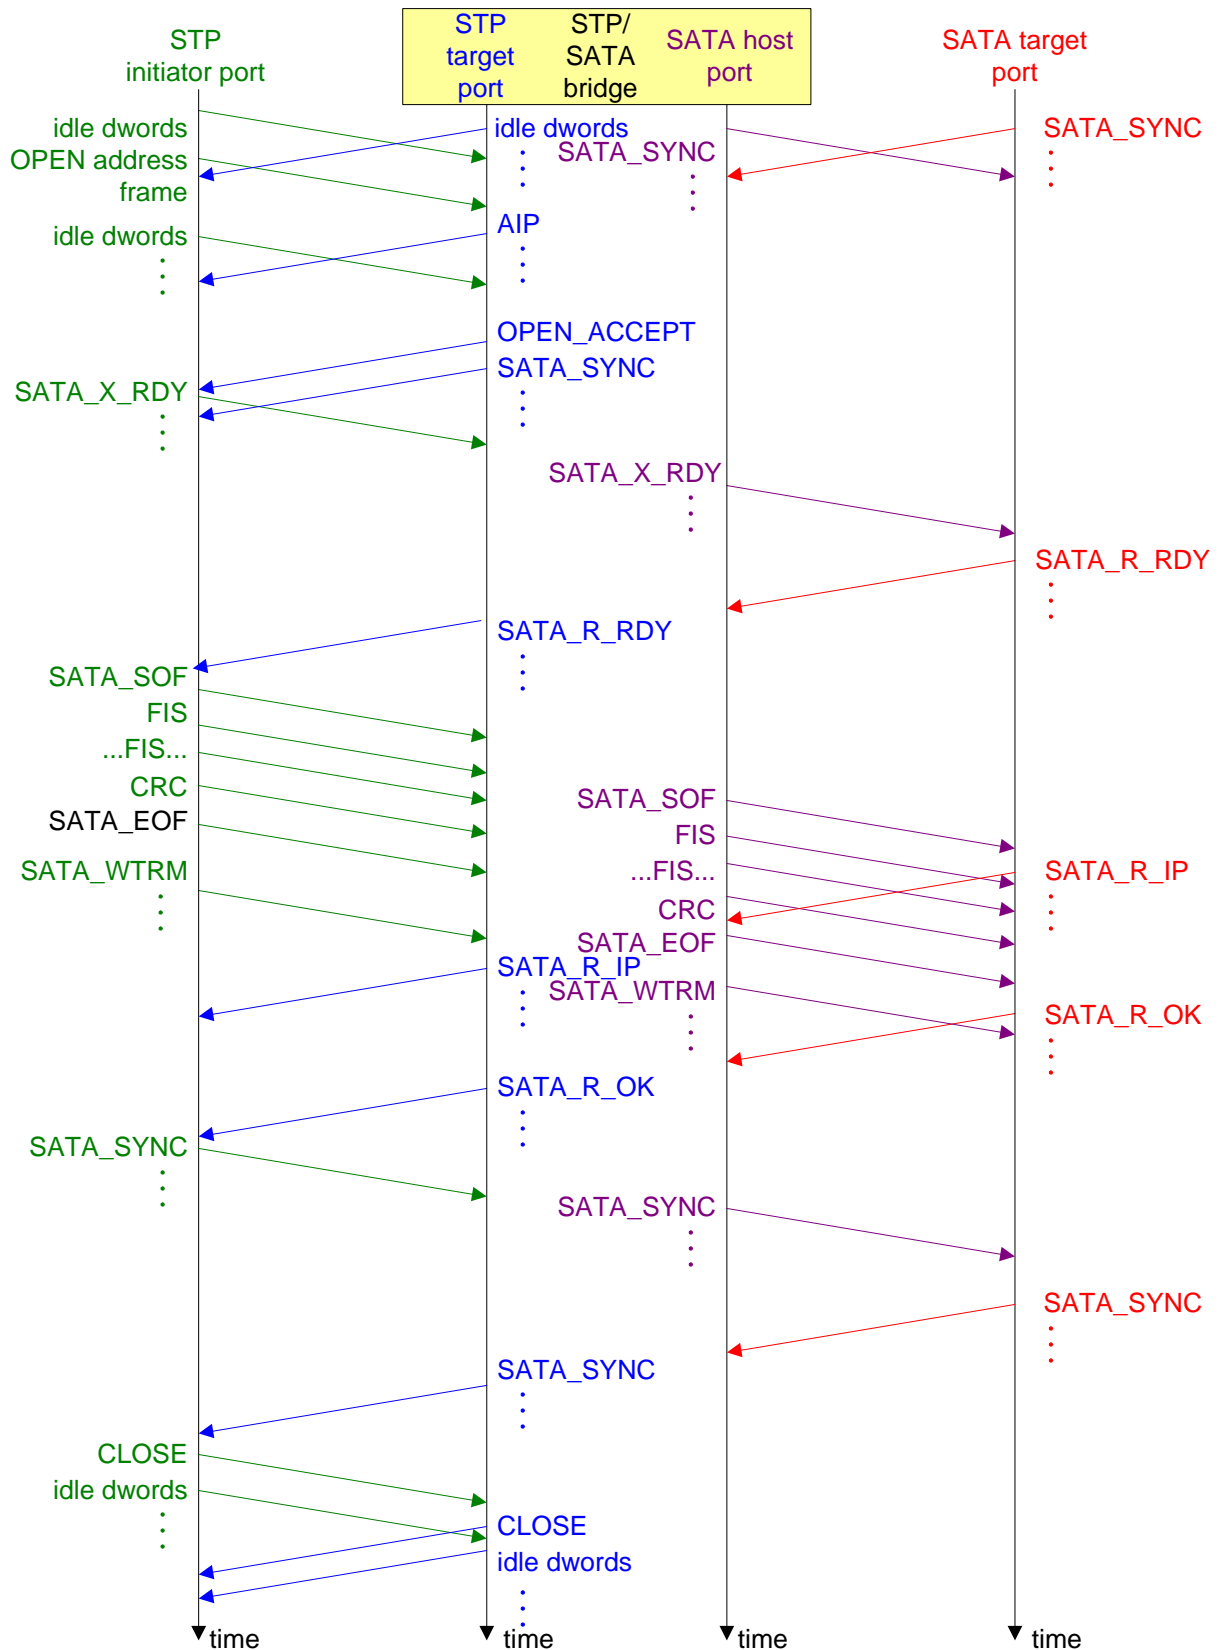 STP
initiator port
STP
target
port
STP/
SATA
bridge
SATA host
port
SATA target
port
idle dwords
idle dwords
SATA_SYNC
SATA_SYNC
OPEN address
frame
AIP
idle dwords
OPEN_ACCEPT
SATA_SYNC
SATA_X_RDY
SATA_X_RDY
SATA_R_RDY
SATA_R_RDY
SATA_SOF
FIS
...FIS...
CRC
SATA_SOF
SATA_EOF
FIS
SATA_WTRM
...FIS...
SATA_R_IP
CRC
SATA_EOF
SATA_R_IP
SATA_WTRM
SATA_R_OK
SATA_R_OK
SATA_SYNC
SATA_SYNC
SATA_SYNC
SATA_SYNC
CLOSE
idle dwords
CLOSE
idle dwords
time
time
time
time